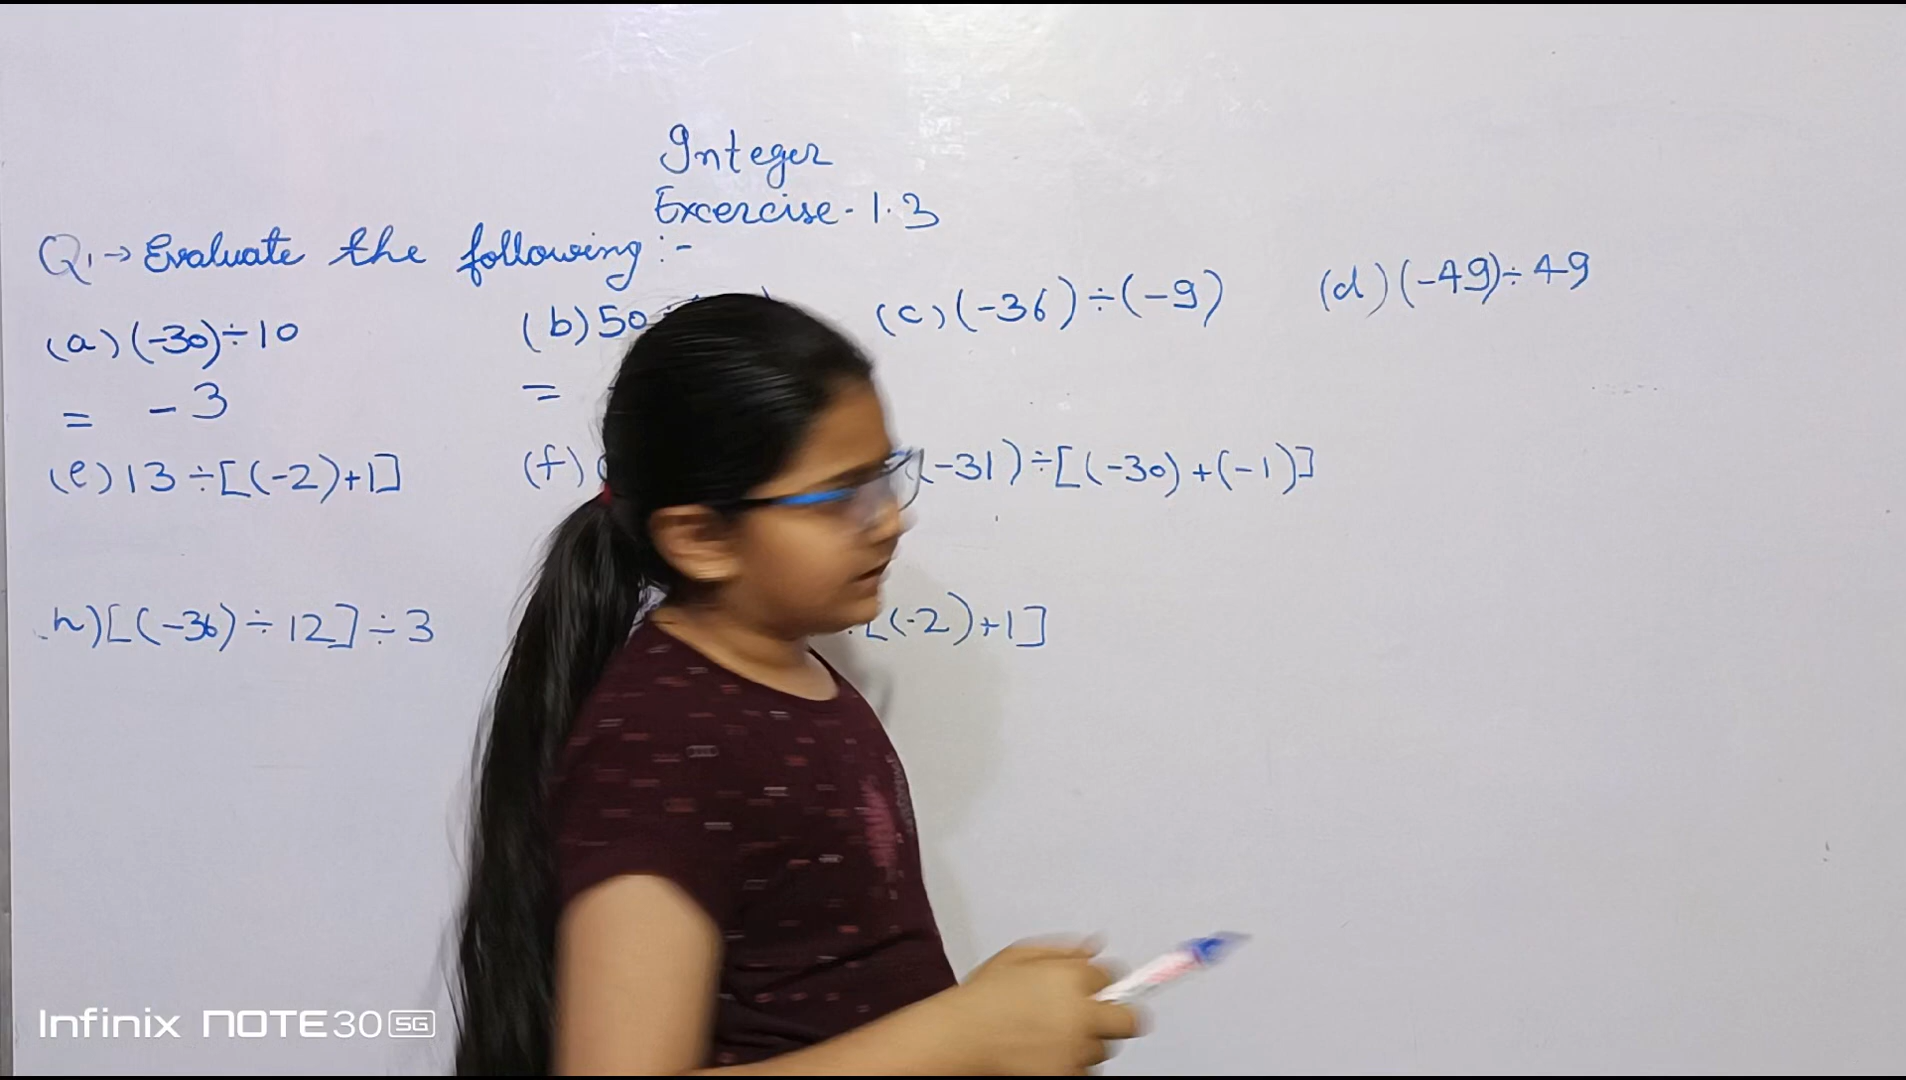 Integer
Excercise - 1.3
Q1 → Evaluate the following :-
(a) (-30) ÷ 10
(b) 50
(c) (-36) ÷ (-9)
(d) (-49) ÷ 49
= -3
=
(e) 13 ÷ [(-2)+1]
(f)
(-31) ÷ [(-30) + (-1)]
h) [(-36) ÷ 12] ÷ 3
[(-2)+1]
Infinix NOTE 30 5G